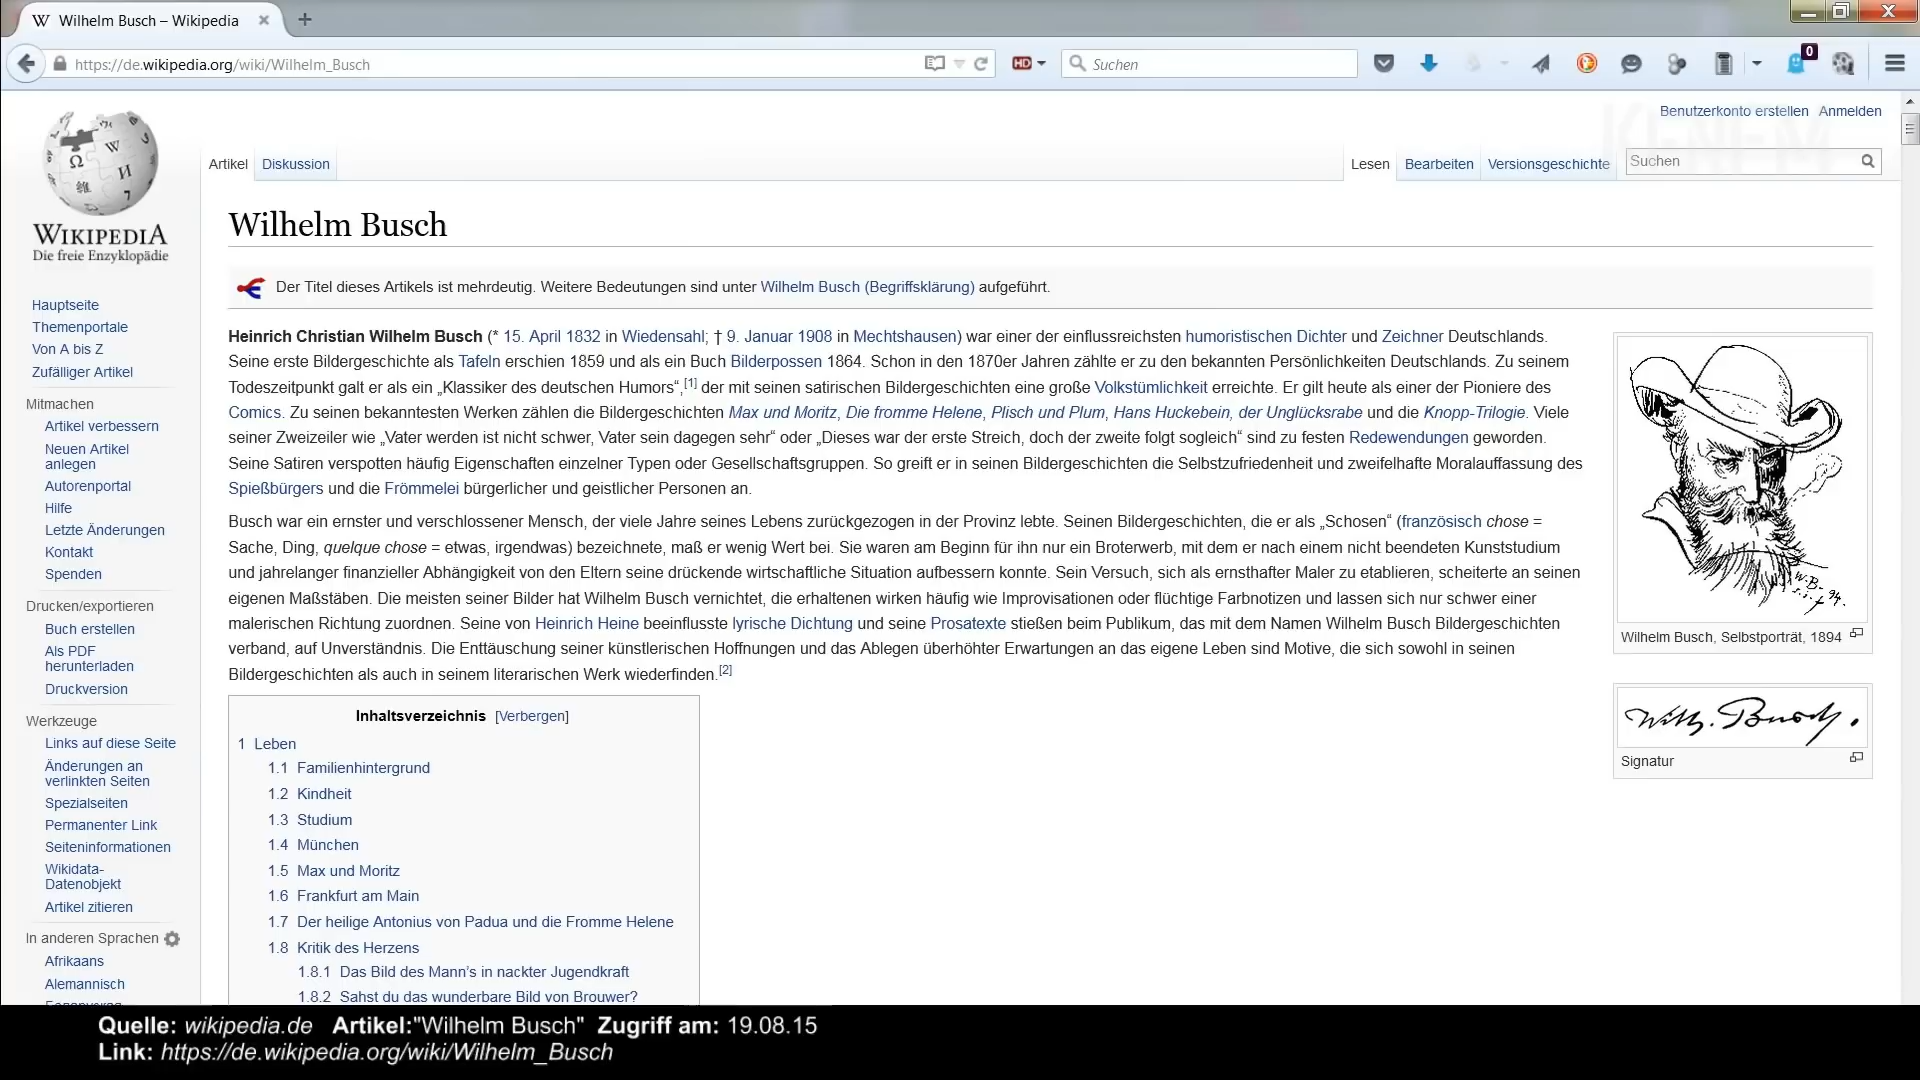 Wilhelm Busch – Wikipedia
https://de.wikipedia.org/wiki/Wilhelm_Busch
HD
Suchen
0
Benutzerkonto erstellen Anmelden
Artikel Diskussion
Lesen Bearbeiten Versionsgeschichte Suchen
WIKIPEDIA
Die freie Enzyklopädie
Hauptseite
Themenportale
Von A bis Z
Zufälliger Artikel
Mitmachen
Artikel verbessern
Neuen Artikel
anlegen
Autorenportal
Hilfe
Letzte Änderungen
Kontakt
Spenden
Drucken/exportieren
Buch erstellen
Als PDF
herunterladen
Druckversion
Werkzeuge
Links auf diese Seite
Änderungen an
verlinkten Seiten
Spezialseiten
Permanenter Link
Seiteninformationen
Wikidata-
Datenobjekt
Artikel zitieren
In anderen Sprachen
Afrikaans
Alemannisch
Wilhelm Busch
Der Titel dieses Artikels ist mehrdeutig. Weitere Bedeutungen sind unter Wilhelm Busch (Begriffsklärung) aufgeführt.
Heinrich Christian Wilhelm Busch (* 15. April 1832 in Wiedensahl; † 9. Januar 1908 in Mechtshausen) war einer der einflussreichsten humoristischen Dichter und Zeichner Deutschlands.
Seine erste Bildergeschichte als Tafeln erschien 1859 und als ein Buch Bilderpossen 1864. Schon in den 1870er Jahren zählte er zu den bekannten Persönlichkeiten Deutschlands. Zu seinem
Todeszeitpunkt galt er als ein „Klassiker des deutschen Humors“,[1] der mit seinen satirischen Bildergeschichten eine große Volkstümlichkeit erreichte. Er gilt heute als einer der Pioniere des
Comics. Zu seinen bekanntesten Werken zählen die Bildergeschichten Max und Moritz, Die fromme Helene, Plisch und Plum, Hans Huckebein, der Unglücksrabe und die Knopp-Trilogie. Viele
seiner Zweizeiler wie „Vater werden ist nicht schwer, Vater sein dagegen sehr“ oder „Dieses war der erste Streich, doch der zweite folgt sogleich“ sind zu festen Redewendungen geworden.
Seine Satiren verspotten häufig Eigenschaften einzelner Typen oder Gesellschaftsgruppen. So greift er in seinen Bildergeschichten die Selbstzufriedenheit und zweifelhafte Moralauffassung des
Spießbürgers und die Frömmelei bürgerlicher und geistlicher Personen an.
Busch war ein ernster und verschlossener Mensch, der viele Jahre seines Lebens zurückgezogen in der Provinz lebte. Seinen Bildergeschichten, die er als „Schosen“ (französisch chose =
Sache, Ding, quelque chose = etwas, irgendwas) bezeichnete, maß er wenig Wert bei. Sie waren am Beginn für ihn nur ein Broterwerb, mit dem er nach einem nicht beendeten Kunststudium
und jahrelanger finanzieller Abhängigkeit von den Eltern seine drückende wirtschaftliche Situation aufbessern konnte. Sein Versuch, sich als ernsthafter Maler zu etablieren, scheiterte an seinen
eigenen Maßstäben. Die meisten seiner Bilder hat Wilhelm Busch vernichtet, die erhaltenen wirken häufig wie Improvisationen oder flüchtige Farbnotizen und lassen sich nur schwer einer
malerischen Richtung zuordnen. Seine von Heinrich Heine beeinflusste lyrische Dichtung und seine Prosatexte stießen beim Publikum, das mit dem Namen Wilhelm Busch Bildergeschichten
verband, auf Unverständnis. Die Enttäuschung seiner künstlerischen Hoffnungen und das Ablegen überhöhter Erwartungen an das eigene Leben sind Motive, die sich sowohl in seinen
Bildergeschichten als auch in seinem literarischen Werk wiederfinden.[2]
W.B.
94.
Wilhelm Busch, Selbstporträt, 1894
Wilh. Busch.
Signatur
Inhaltsverzeichnis [Verbergen]
1 Leben
1.1 Familienhintergrund
1.2 Kindheit
1.3 Studium
1.4 München
1.5 Max und Moritz
1.6 Frankfurt am Main
1.7 Der heilige Antonius von Padua und die Fromme Helene
1.8 Kritik des Herzens
1.8.1 Das Bild des Mann's in nackter Jugendkraft
1.8.2 Sahst du das wunderbare Bild von Brouwer?
Quelle: wikipedia.de Artikel:"Wilhelm Busch" Zugriff am: 19.08.15
Link: https://de.wikipedia.org/wiki/Wilhelm_Busch